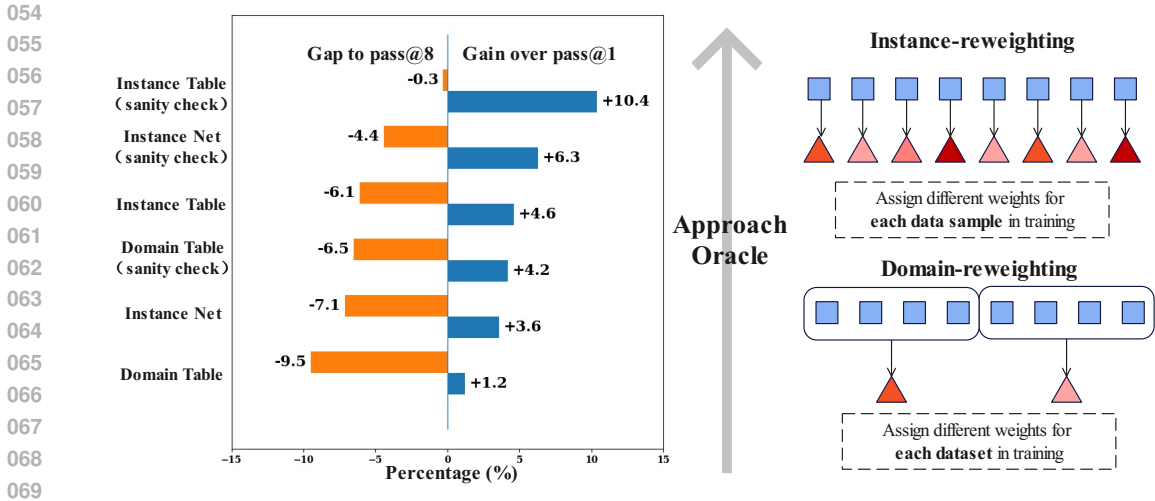 054
055
056
057
058
059
060
061
062
063
064
065
066
067
068
069
Gap to pass@8
Gain over pass@1
Instance Table
（sanity check）
-0.3
+10.4
Instance Net
（sanity check）
-4.4
+6.3
Instance Table
-6.1
+4.6
Domain Table
（sanity check）
-6.5
+4.2
Instance Net
-7.1
+3.6
Domain Table
-9.5
+1.2
−15
−10
−5
0
5
10
15
Percentage (%)
Approach
Oracle
Instance-reweighting
Assign different weights for
each data sample in training
Domain-reweighting
Assign different weights for
each dataset in training